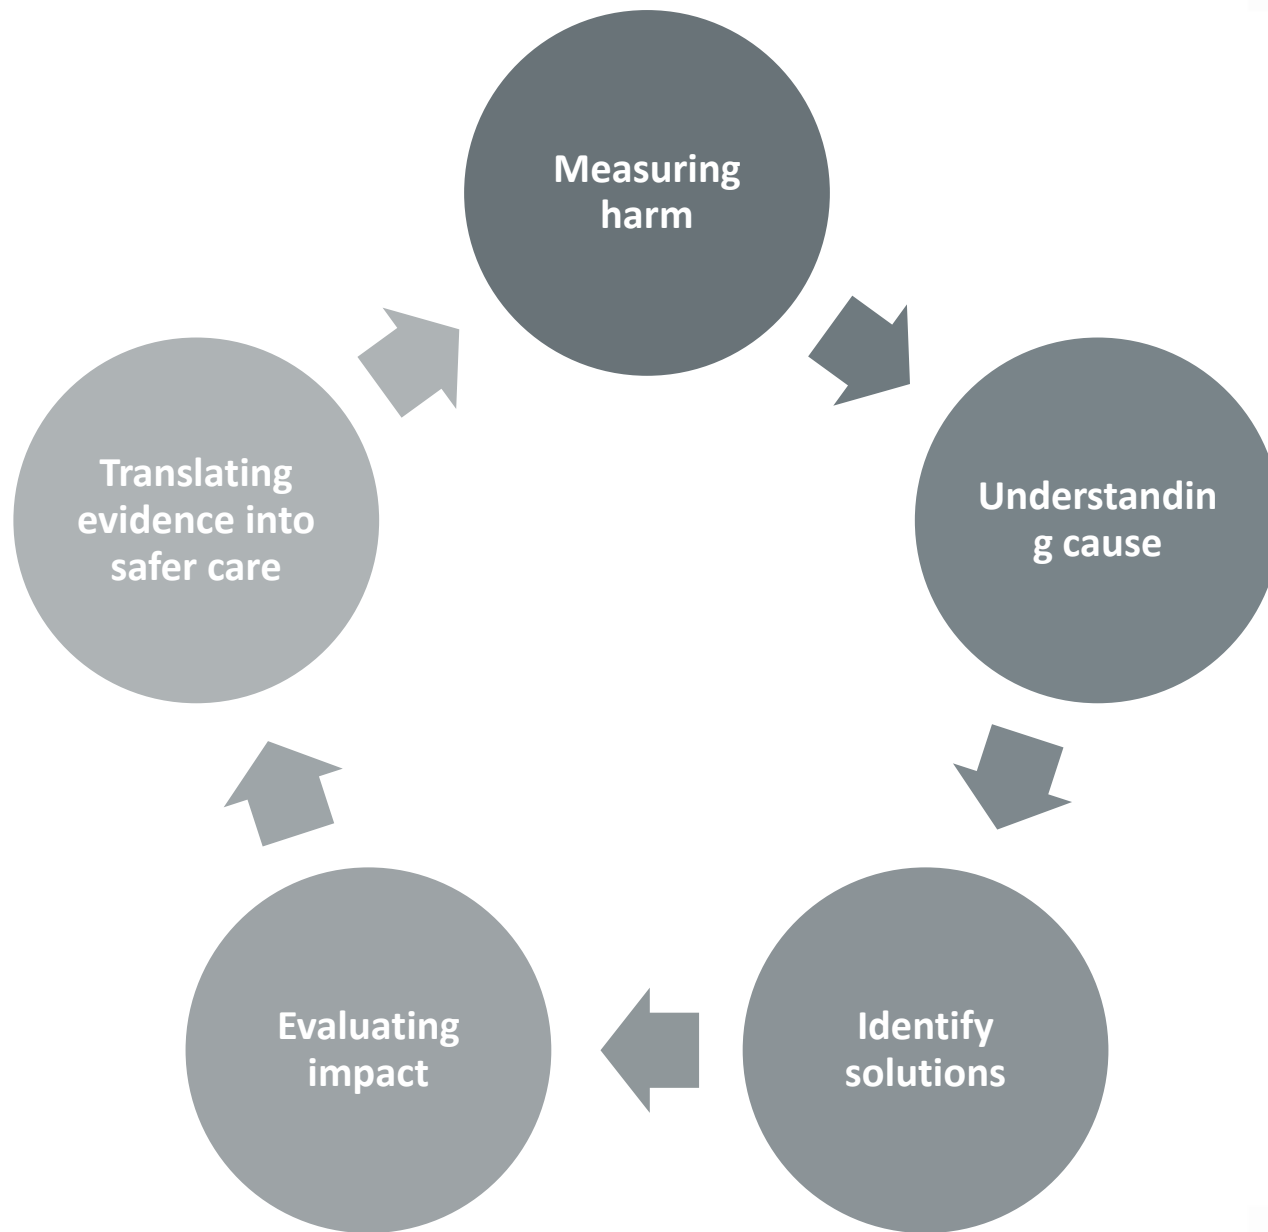 Measuring
harm
Understandin
g cause
Identify
solutions
Evaluating
impact
Translating
evidence into
safer care